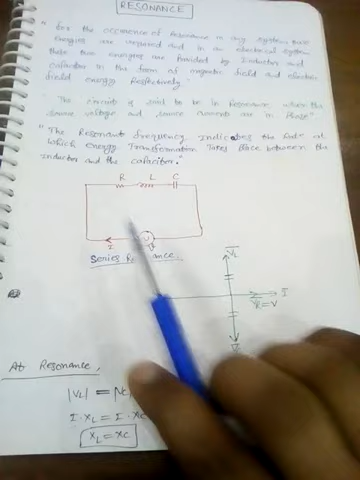 RESONANCE
" For the occurence of Resonance in any system two
Energies are required and in an electrical system
these two energies are Provided by Inductor and
capacitor in the form of magnetic field and electric
field energy Respectively "
" The circuit is said to be in Resonance when the
source voltage and source currents are in Phase "
" The Resonant frequency Indicates the Rate at
which Energy Transformation Takes Place between the
Inductor and the capacitor. "
R L C
I V
Series Resonance.
VL
I
VR = V
At Resonance,
|VL| =
I · XL = I · XC
XL = XC